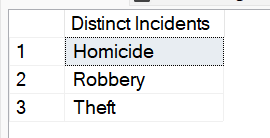 Distinct Incidents
1 Homicide
2 Robbery
3 Theft